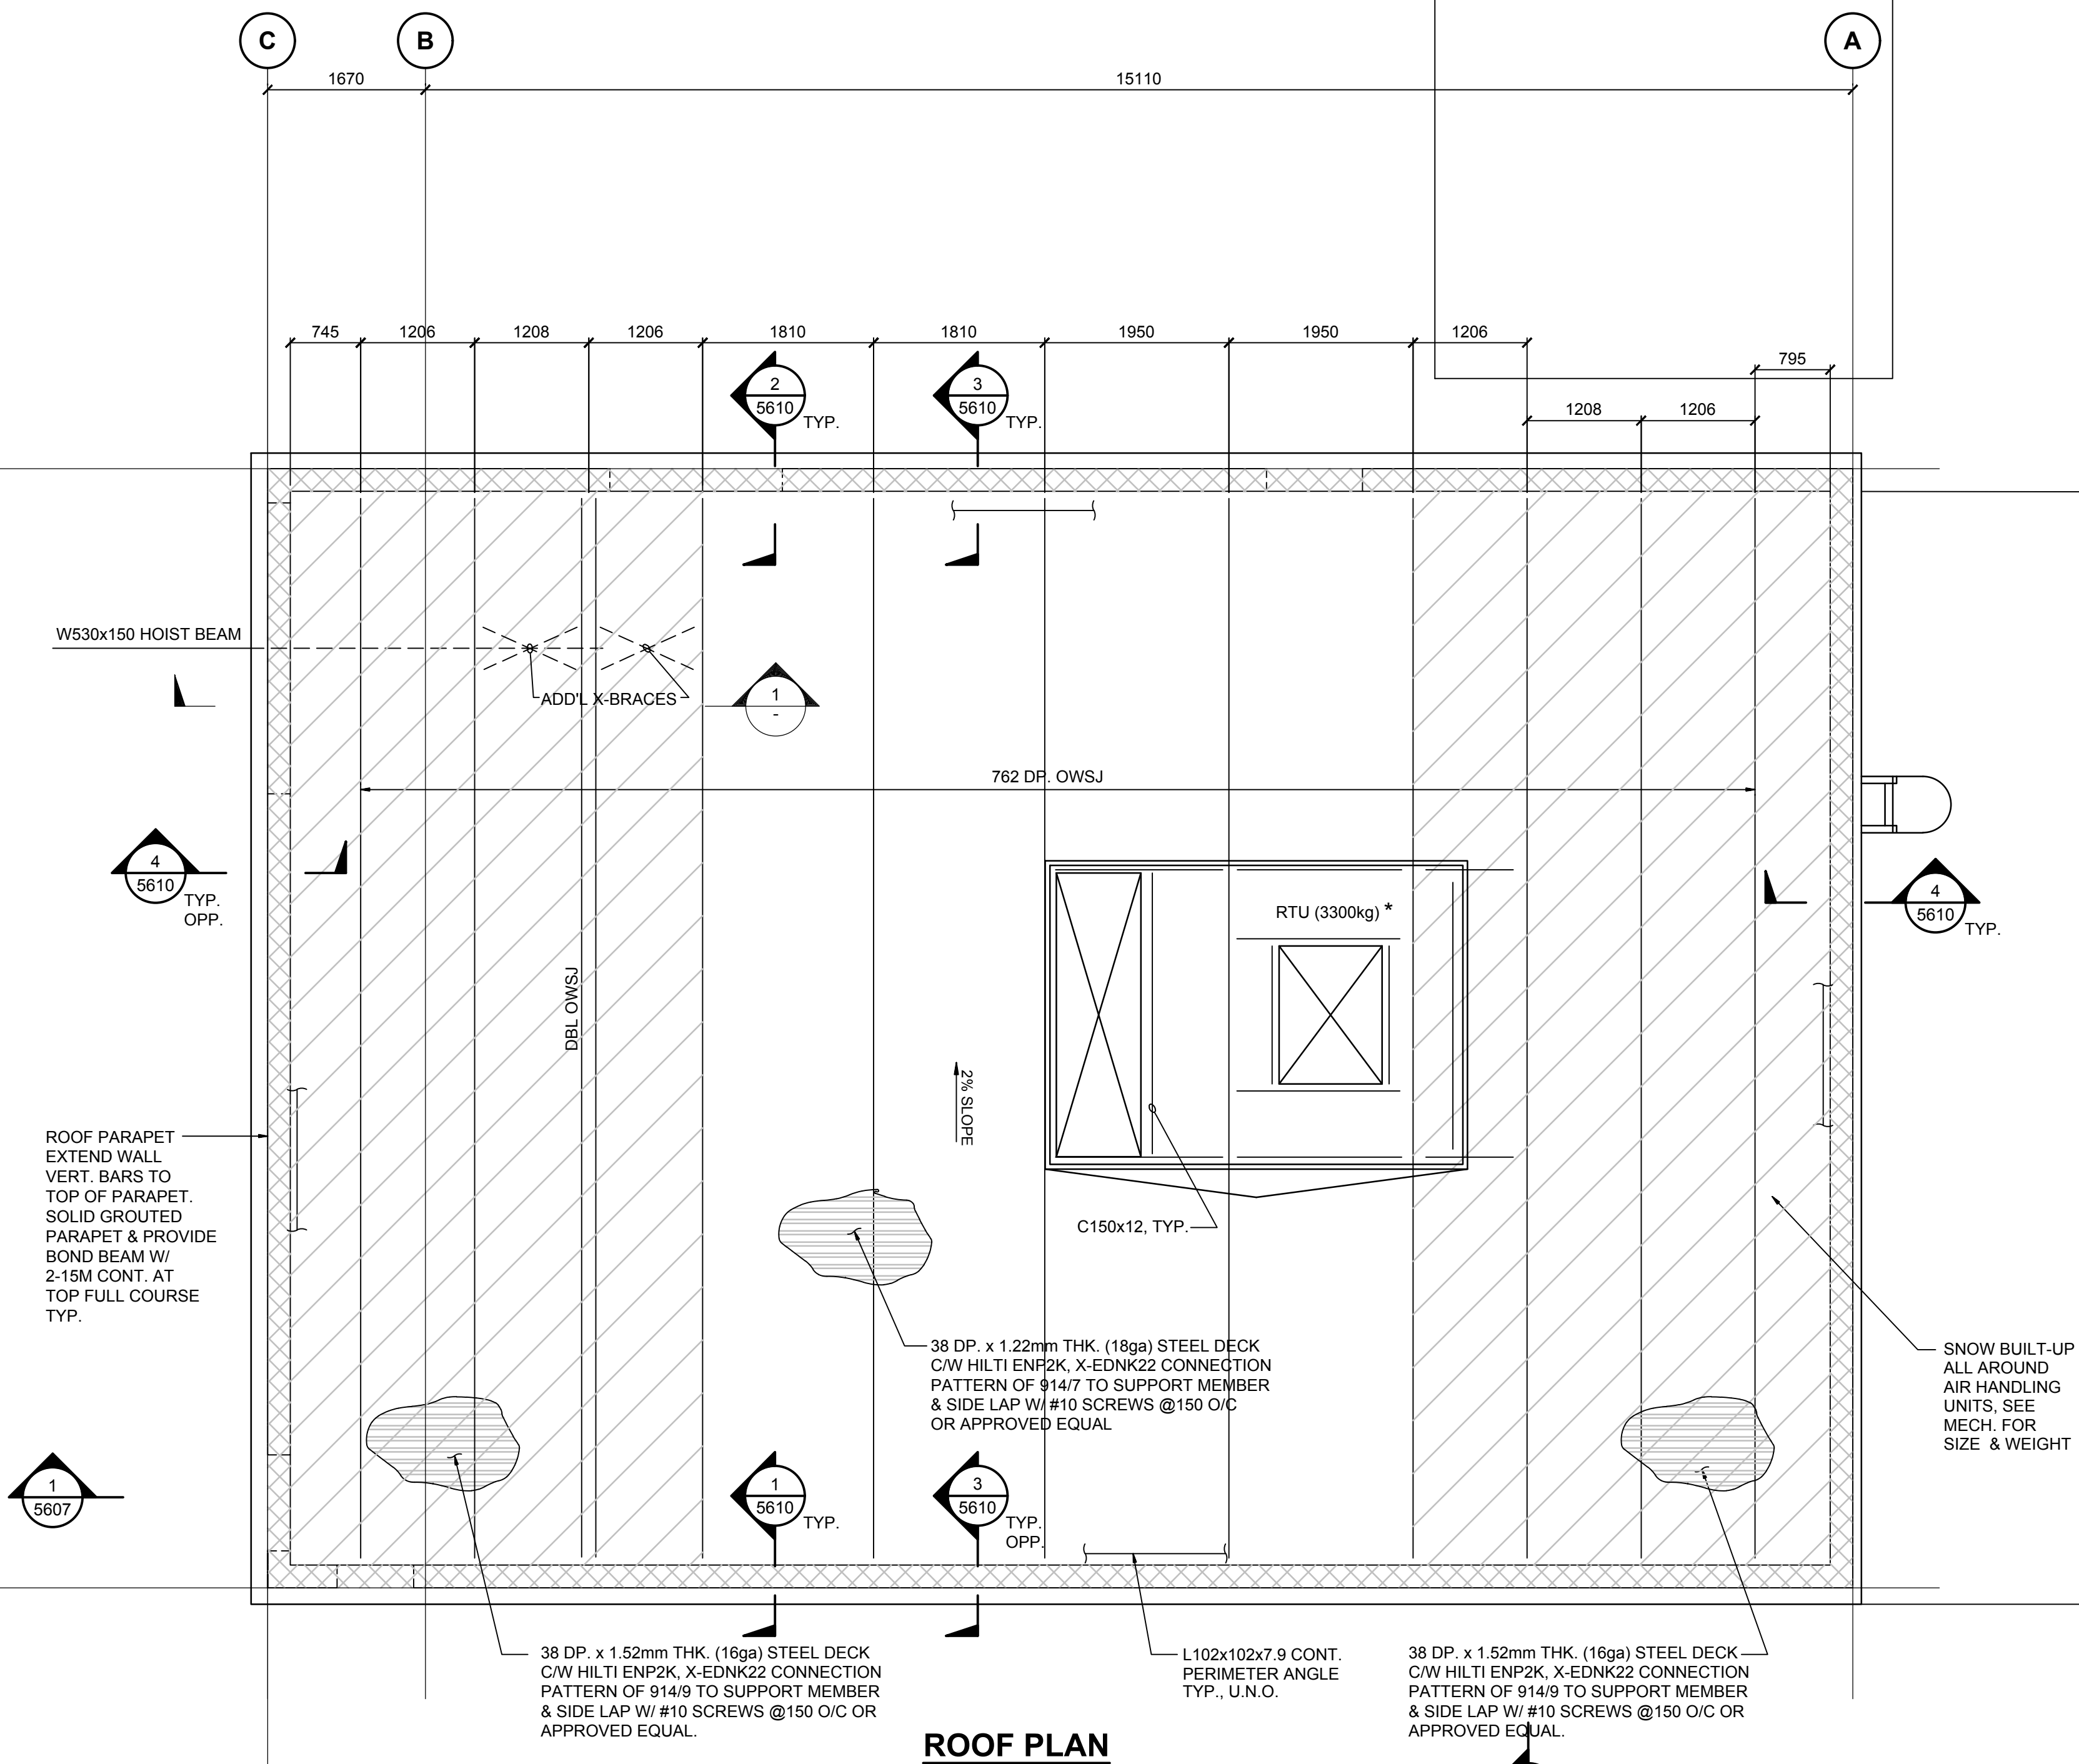 C
B
A
1670
15110
745
1206
1208
1206
1810
1810
1950
1950
1206
795
1208
1206
2
5610
TYP.
3
5610
TYP.
W530x150 HOIST BEAM
ADD'L X-BRACES
1
-
762 DP. OWSJ
4
5610
TYP.
OPP.
RTU (3300kg) *
4
5610
TYP.
DBL OWSJ
2% SLOPE
ROOF PARAPET
EXTEND WALL
VERT. BARS TO
TOP OF PARAPET.
SOLID GROUTED
PARAPET & PROVIDE
BOND BEAM W/
2-15M CONT. AT
TOP FULL COURSE
TYP.
C150x12, TYP.
38 DP. x 1.22mm THK. (18ga) STEEL DECK
C/W HILTI ENP2K, X-EDNK22 CONNECTION
PATTERN OF 914/7 TO SUPPORT MEMBER
& SIDE LAP W/ #10 SCREWS @150 O/C
OR APPROVED EQUAL
SNOW BUILT-UP
ALL AROUND
AIR HANDLING
UNITS, SEE
MECH. FOR
SIZE & WEIGHT
1
5607
1
5610
TYP.
3
5610
TYP.
OPP.
38 DP. x 1.52mm THK. (16ga) STEEL DECK
C/W HILTI ENP2K, X-EDNK22 CONNECTION
PATTERN OF 914/9 TO SUPPORT MEMBER
& SIDE LAP W/ #10 SCREWS @150 O/C OR
APPROVED EQUAL.
L102x102x7.9 CONT.
PERIMETER ANGLE
TYP., U.N.O.
38 DP. x 1.52mm THK. (16ga) STEEL DECK
C/W HILTI ENP2K, X-EDNK22 CONNECTION
PATTERN OF 914/9 TO SUPPORT MEMBER
& SIDE LAP W/ #10 SCREWS @150 O/C OR
APPROVED EQUAL.
ROOF PLAN